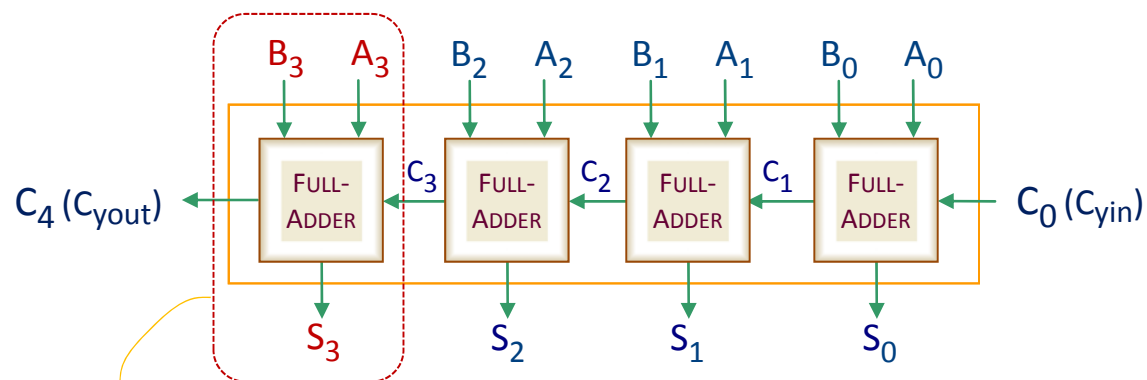 B3 A3 B2 A2 B1 A1 B0 A0
C3 C2 C1
FULL-ADDER FULL-ADDER FULL-ADDER FULL-ADDER
C4 (Cyout) C0 (Cyin)
S3 S2 S1 S0